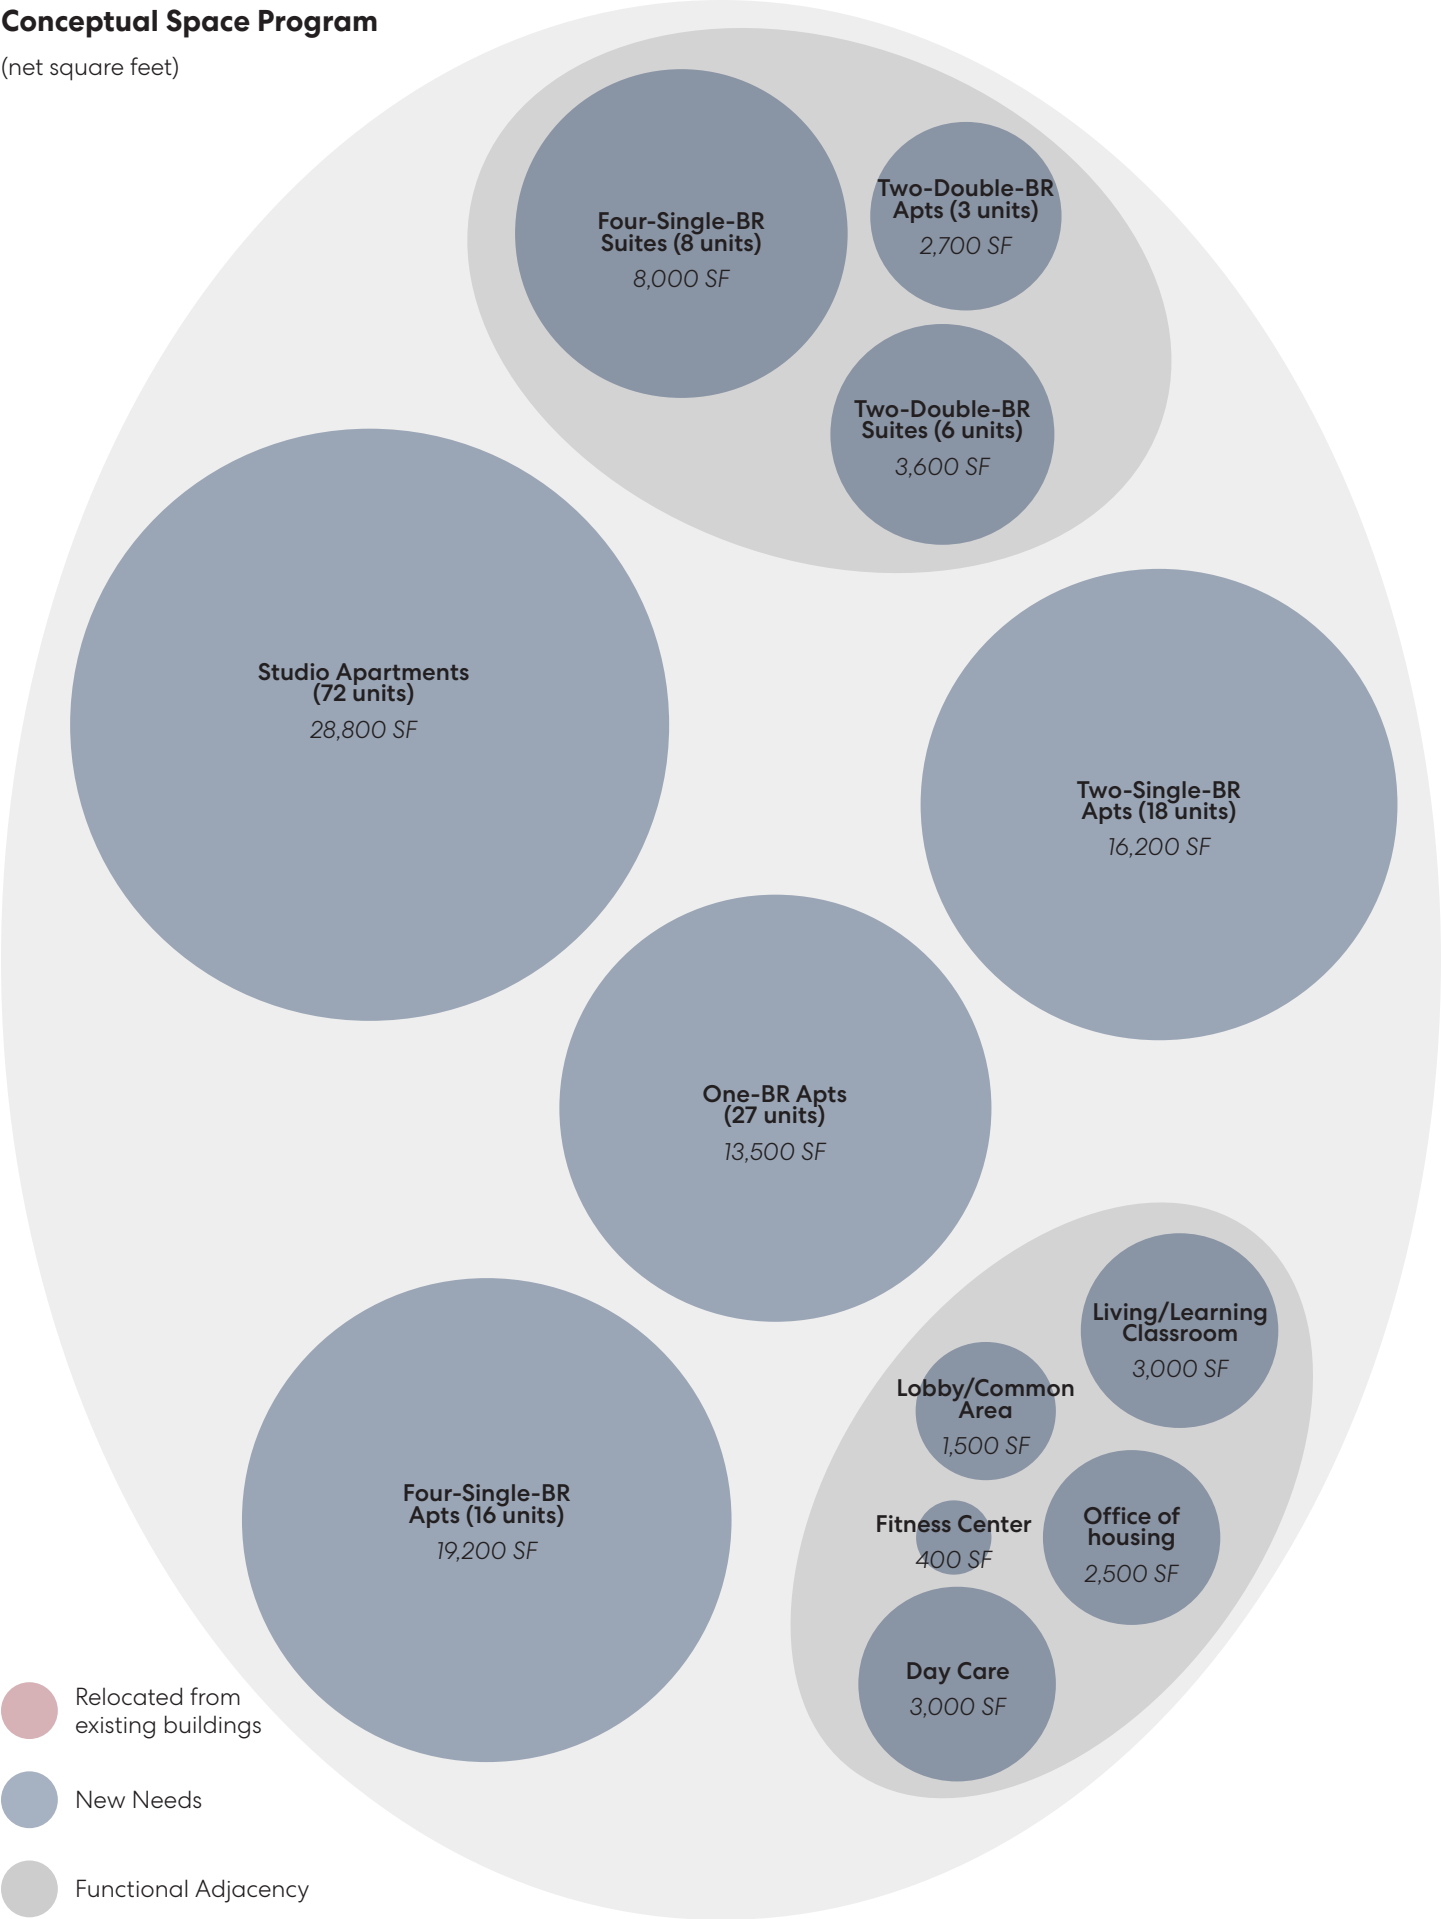 Conceptual Space Program
(net square feet)
Four-Single-BR
Suites (8 units)
8,000 SF
Two-Double-BR
Apts (3 units)
2,700 SF
Two-Double-BR
Suites (6 units)
3,600 SF
Studio Apartments
(72 units)
28,800 SF
Two-Single-BR
Apts (18 units)
16,200 SF
One-BR Apts
(27 units)
13,500 SF
Living/Learning
Classroom
3,000 SF
Lobby/Common
Area
1,500 SF
Four-Single-BR
Apts (16 units)
19,200 SF
Fitness Center
400 SF
Office of
housing
2,500 SF
Day Care
3,000 SF
Relocated from
existing buildings
New Needs
Functional Adjacency